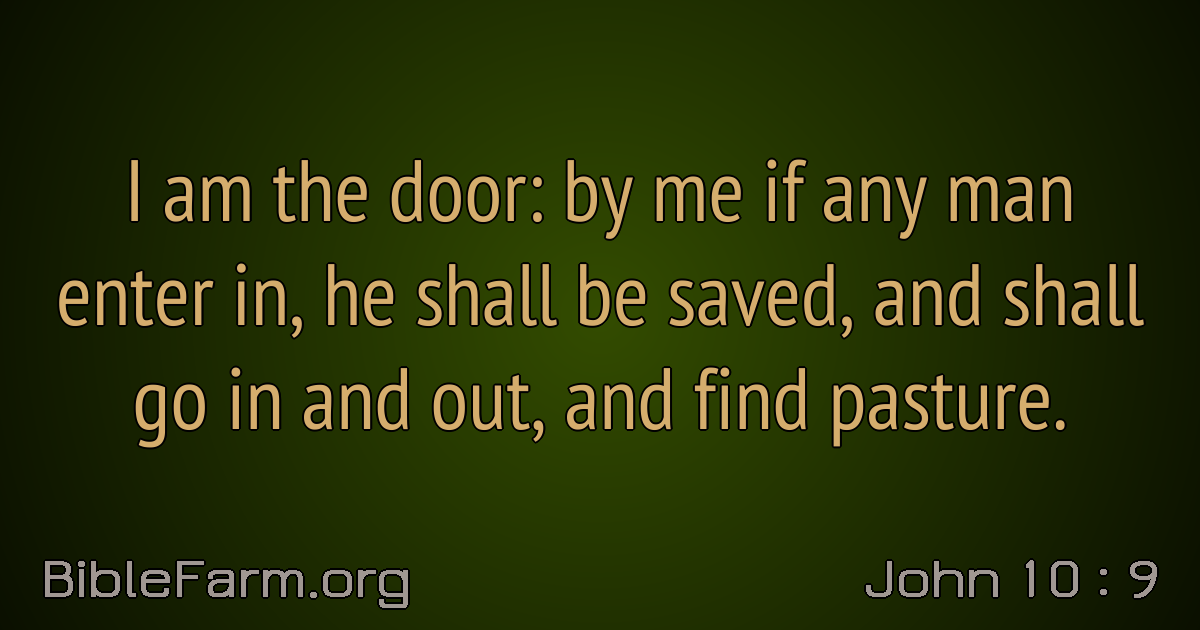 I am the door: by me if any man
enter in, he shall be saved, and shall
go in and out, and find pasture.
BibleFarm.org
John 10 : 9